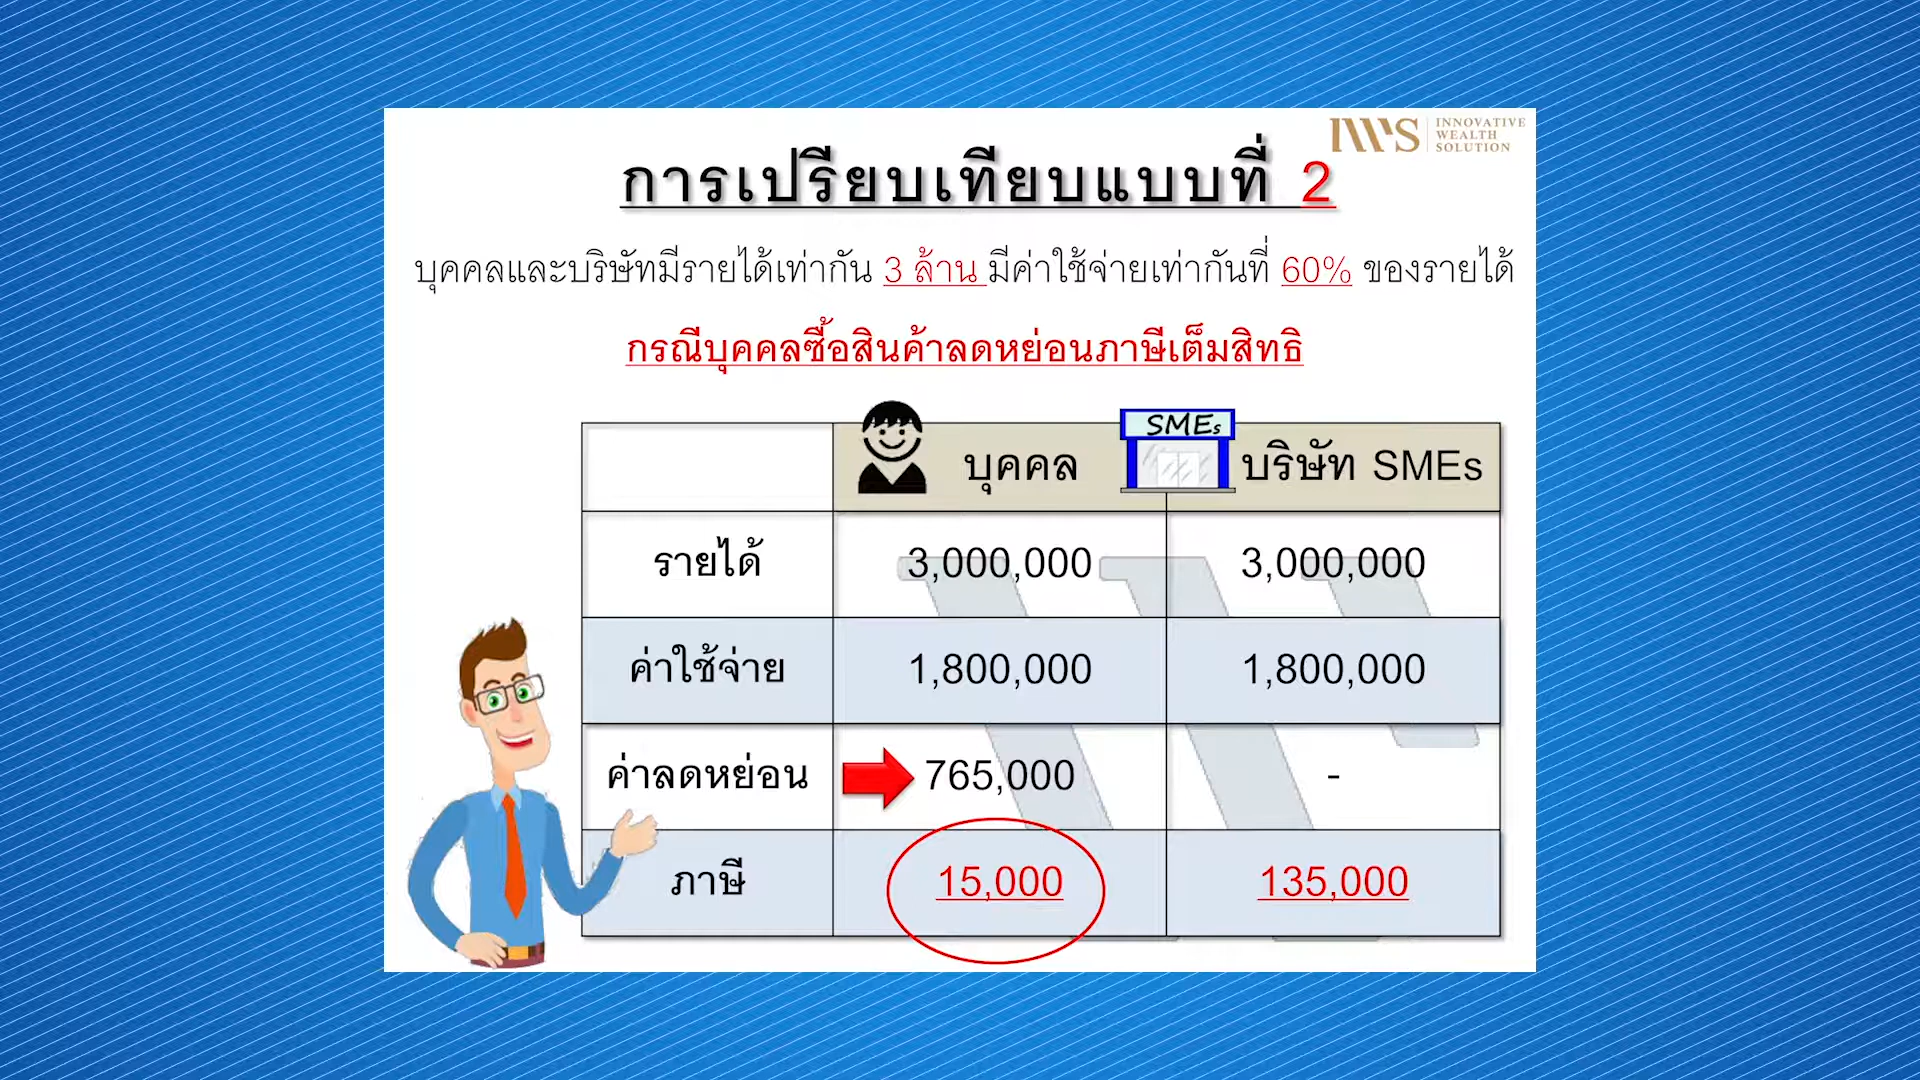 IWS INNOVATIVE
WEALTH
SOLUTION
การเปรียบเทียบแบบที่ 2
บุคคลและบริษัทมีรายได้เท่ากัน 3 ล้าน มีค่าใช้จ่ายเท่ากันที่ 60% ของรายได้
กรณีบุคคลซื้อสินค้าลดหย่อนภาษีเต็มสิทธิ
SMEs
บุคคล บริษัท SMEs
รายได้ 3,000,000 3,000,000
ค่าใช้จ่าย 1,800,000 1,800,000
ค่าลดหย่อน 765,000 -
ภาษี 15,000 135,000